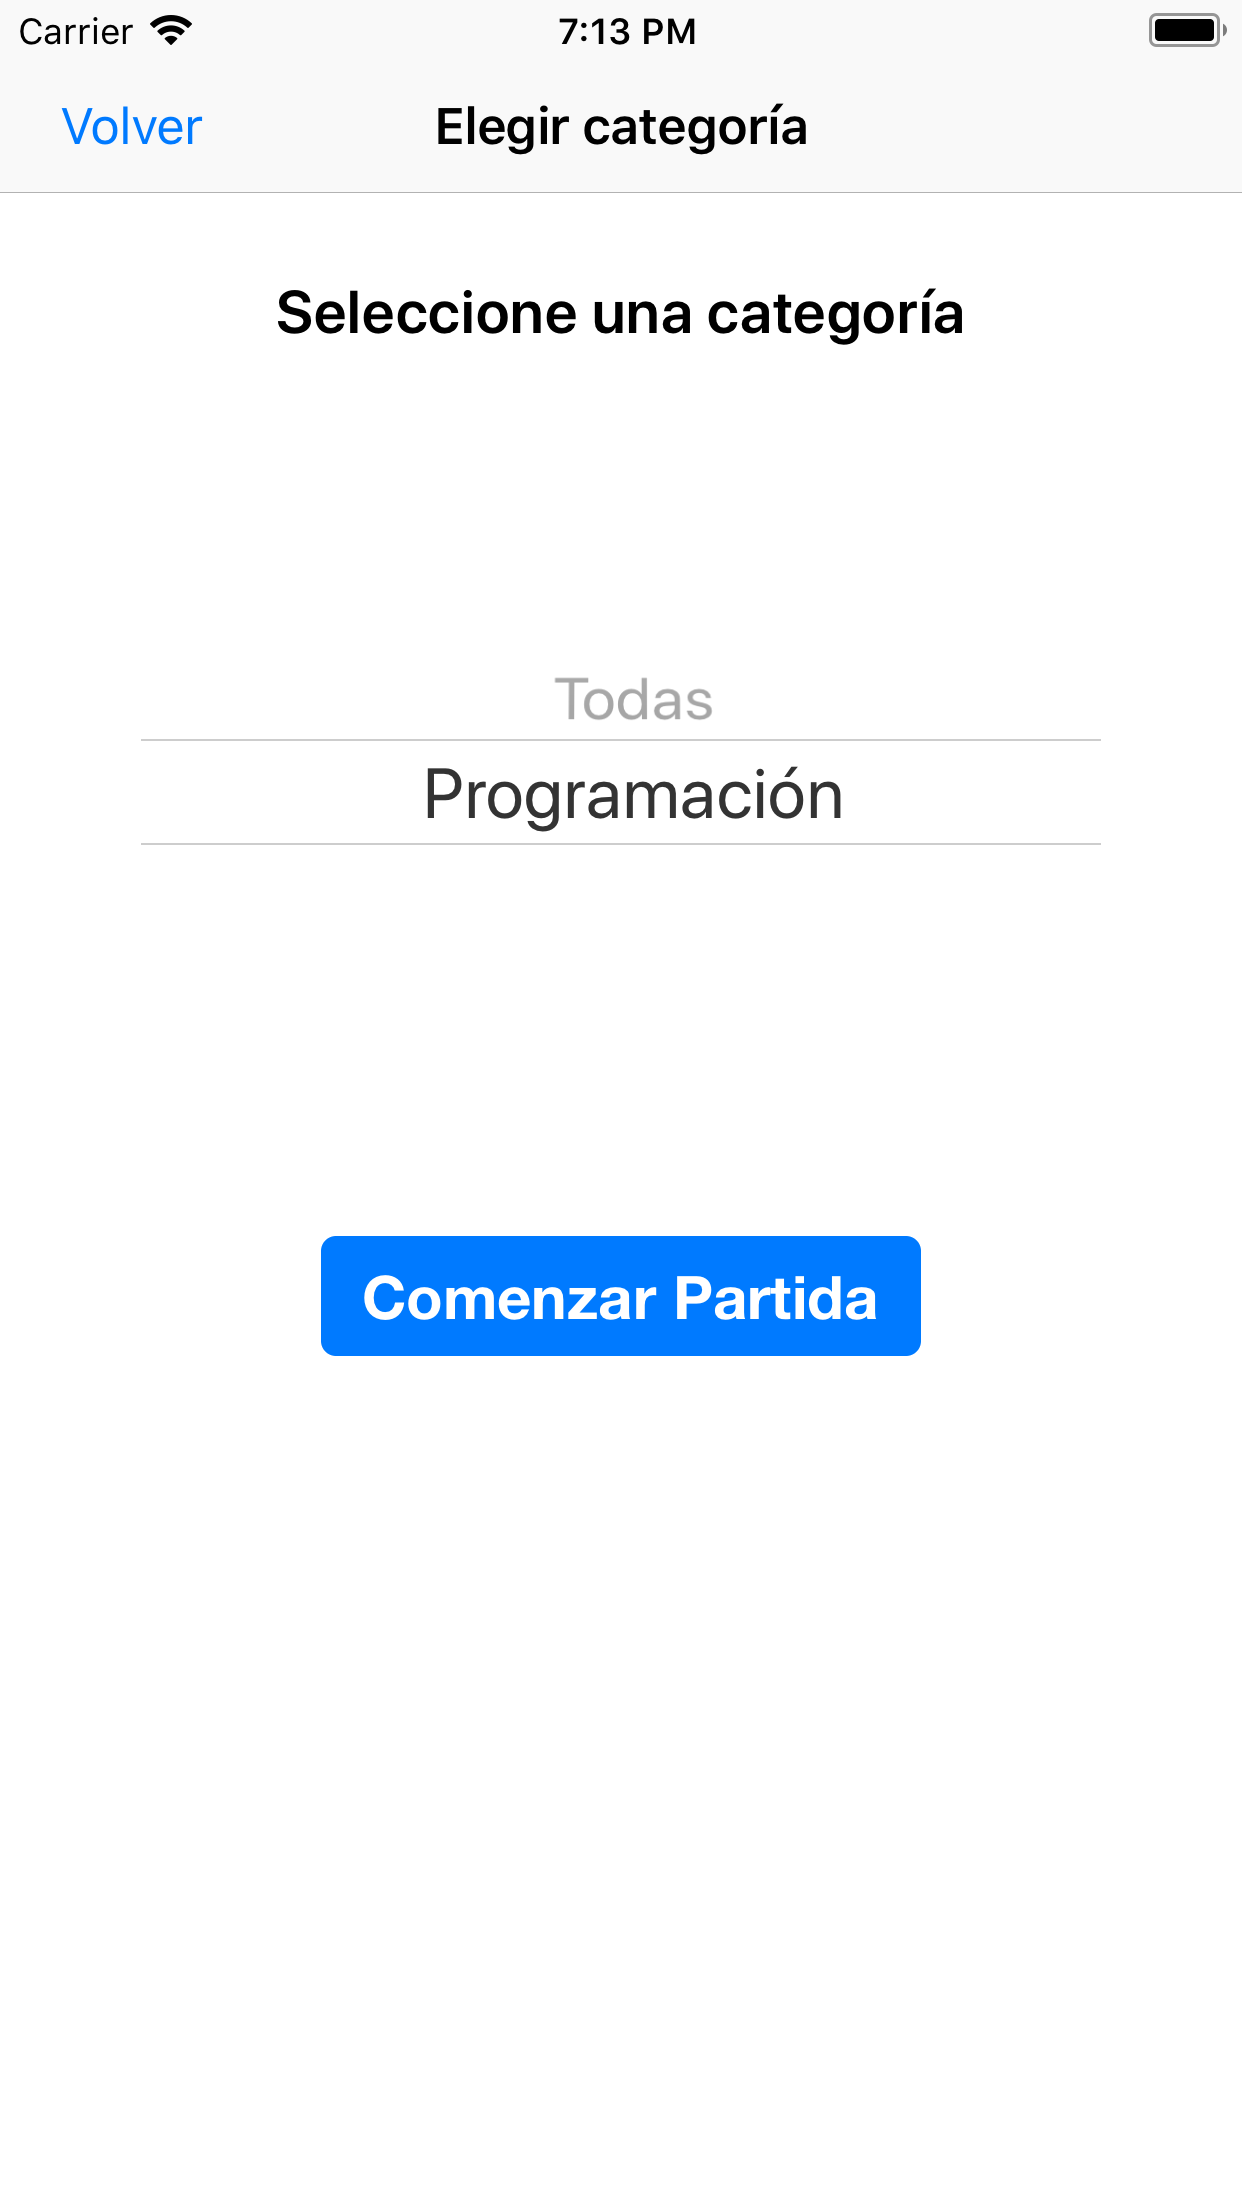 Carrier 7:13 PM
Volver Elegir categoría
Seleccione una categoría
Todas
Programación
Comenzar Partida